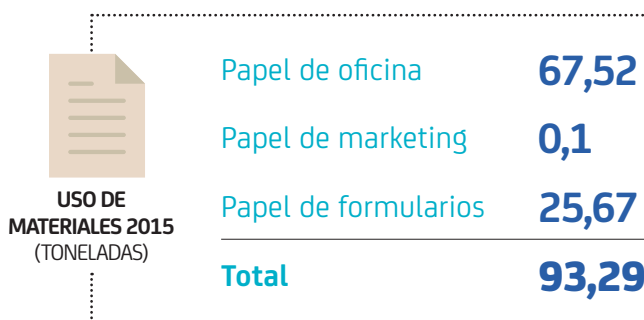 USO DE
MATERIALES 2015
(TONELADAS)
Papel de oficina 67,52
Papel de marketing 0,1
Papel de formularios 25,67
Total 93,29